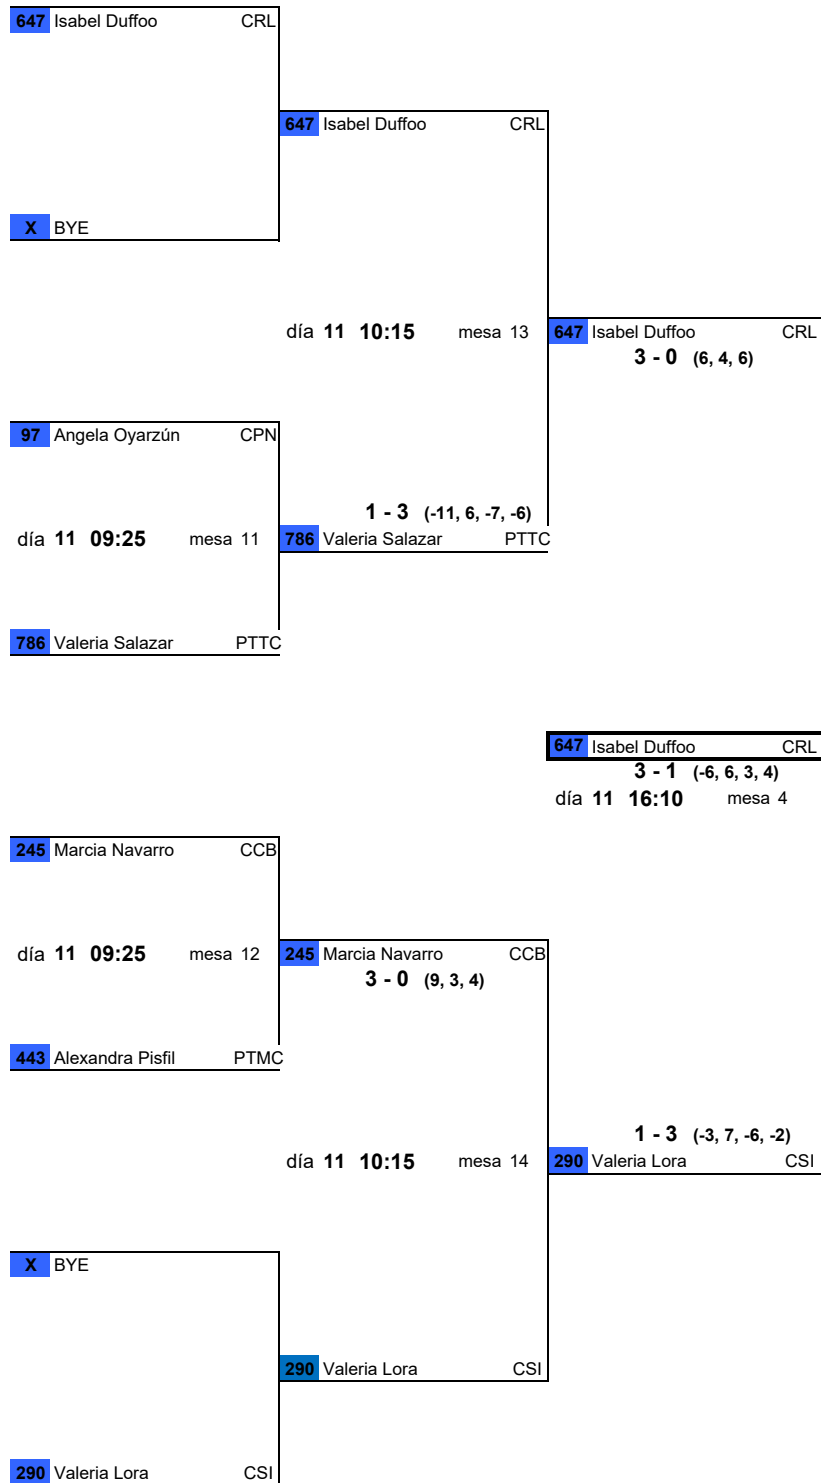 647 Isabel Duffoo CRL
647 Isabel Duffoo CRL
X BYE
día 11 10:15 mesa 13
647 Isabel Duffoo CRL
3 - 0 (6, 4, 6)
97 Angela Oyarzún CPN
1 - 3 (-11, 6, -7, -6)
día 11 09:25 mesa 11
786 Valeria Salazar PTTC
786 Valeria Salazar PTTC
647 Isabel Duffoo CRL
3 - 1 (-6, 6, 3, 4)
día 11 16:10 mesa 4
245 Marcia Navarro CCB
día 11 09:25 mesa 12
245 Marcia Navarro CCB
3 - 0 (9, 3, 4)
443 Alexandra Pisfil PTMC
1 - 3 (-3, 7, -6, -2)
día 11 10:15 mesa 14
290 Valeria Lora CSI
X BYE
290 Valeria Lora CSI
290 Valeria Lora CSI